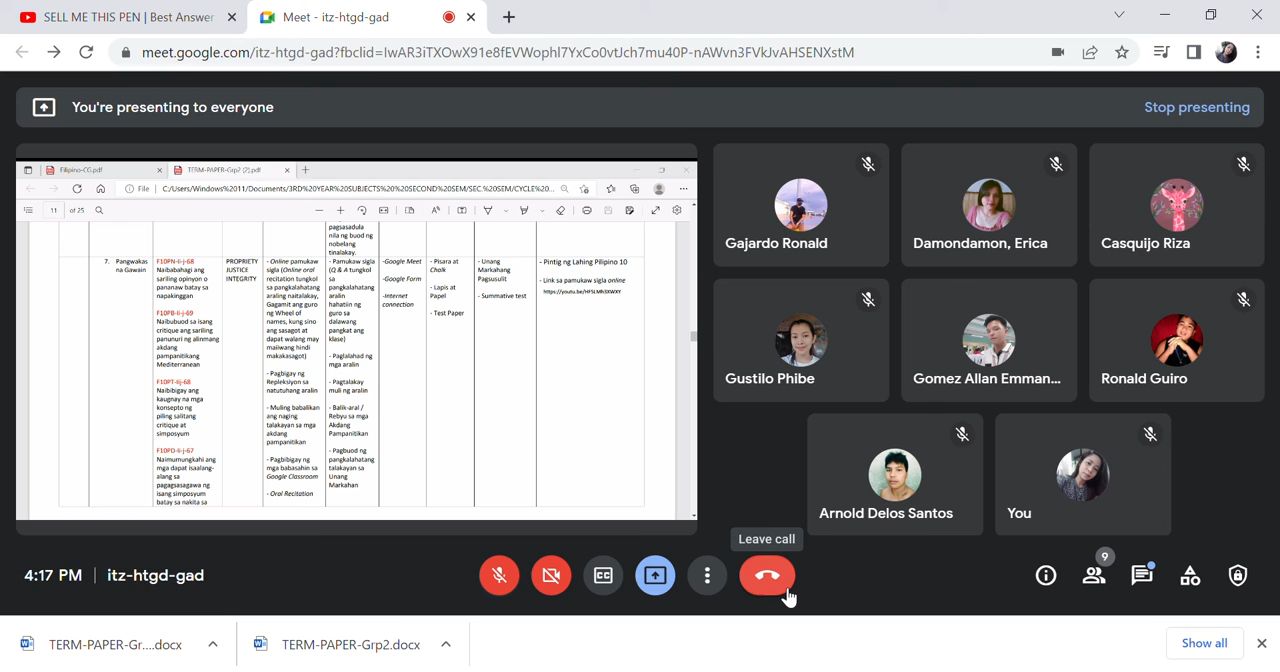 SELL ME THIS PEN | Best Answer
Meet - itz-htgd-gad
meet.google.com/itz-htgd-gad?fbclid=IwAR3iTXOwX91e8fEVWophI7YxCo0vtJch7mu40P-nAWvn3FVkJvAHSENXstM
You're presenting to everyone
Stop presenting
Filipino-CG.pdf
TERM-PAPER-Grp2 (2).pdf
File
C:/Users/Windows%2011/Documents/3RD%20YEAR%20SUBJECTS%20%20SECOND%20SEM/SEC.%20SEM/CYCLE%20...
11 of 25
pagsasadula
nila ng buod ng
nobelang
tinalakay.
7. Pangwakas
na Gawain
F10PN-II-j-68
Naibabahagi ang
sariling opinyon o
pananaw batay sa
napakinggan
F10PB-II-j-69
Naibubuod sa isang
critique ang sariling
panunuri ng alinmang
akdang
pampanitikang
Mediterranean
F10PT-Iij-68
Naibibigay ang
kaugnay na mga
konsepto ng
piling salitang
critique at
simposyum
F10PD-II-j-67
Naimumungkahi ang
mga dapat isaalang-
alang sa
pagagsasagawa ng
isang simposyum
batay sa nakita sa
PROPRIETY
JUSTICE
INTEGRITY
- Online pamukaw
sigla (Online oral
recitation tungkol
sa pangkalahatang
araling naitalakay,
Gagamit ang guro
ng Wheel of
names, kung sino
ang sasagot at
dapat walang may
maiiwang hindi
makakasagot)
- Pagbigay ng
Repleksiyon sa
natutuhang aralin
- Muling babalikan
ang naging
talakayan sa mga
akdang
pampanitikan
- Pagbibigay ng
mga babasahin sa
Google Classroom
- Oral Recitation
- Pamukaw sigla
(Q & A tungkol
sa
pangkalahatang
aralin
hahatiin ng
guro sa
dalawang
pangkat ang
klase)
- Paglalahad ng
mga aralin
- Pagtalakay
muli ng aralin
- Balik-aral /
Rebyu sa mga
Akdang
Pampanitikan
- Pagbuod ng
pangkalahatang
talakayan sa
Unang
Markahan
-Google Meet
-Google Form
-Internet
connection
- Pisara at
Chalk
- Lapis at
Papel
- Test Paper
- Unang
Markahang
Pagsusulit
- Summative test
- Pintig ng Lahing Pilipino 10
- Link sa pamukaw sigla online
Gajardo Ronald
Damondamon, Erica
Casquijo Riza
Gustilo Phibe
Gomez Allan Emman...
Ronald Guiro
Arnold Delos Santos
You
Leave call
4:17 PM | itz-htgd-gad
9
TERM-PAPER-Gr....docx
TERM-PAPER-Grp2.docx
Show all